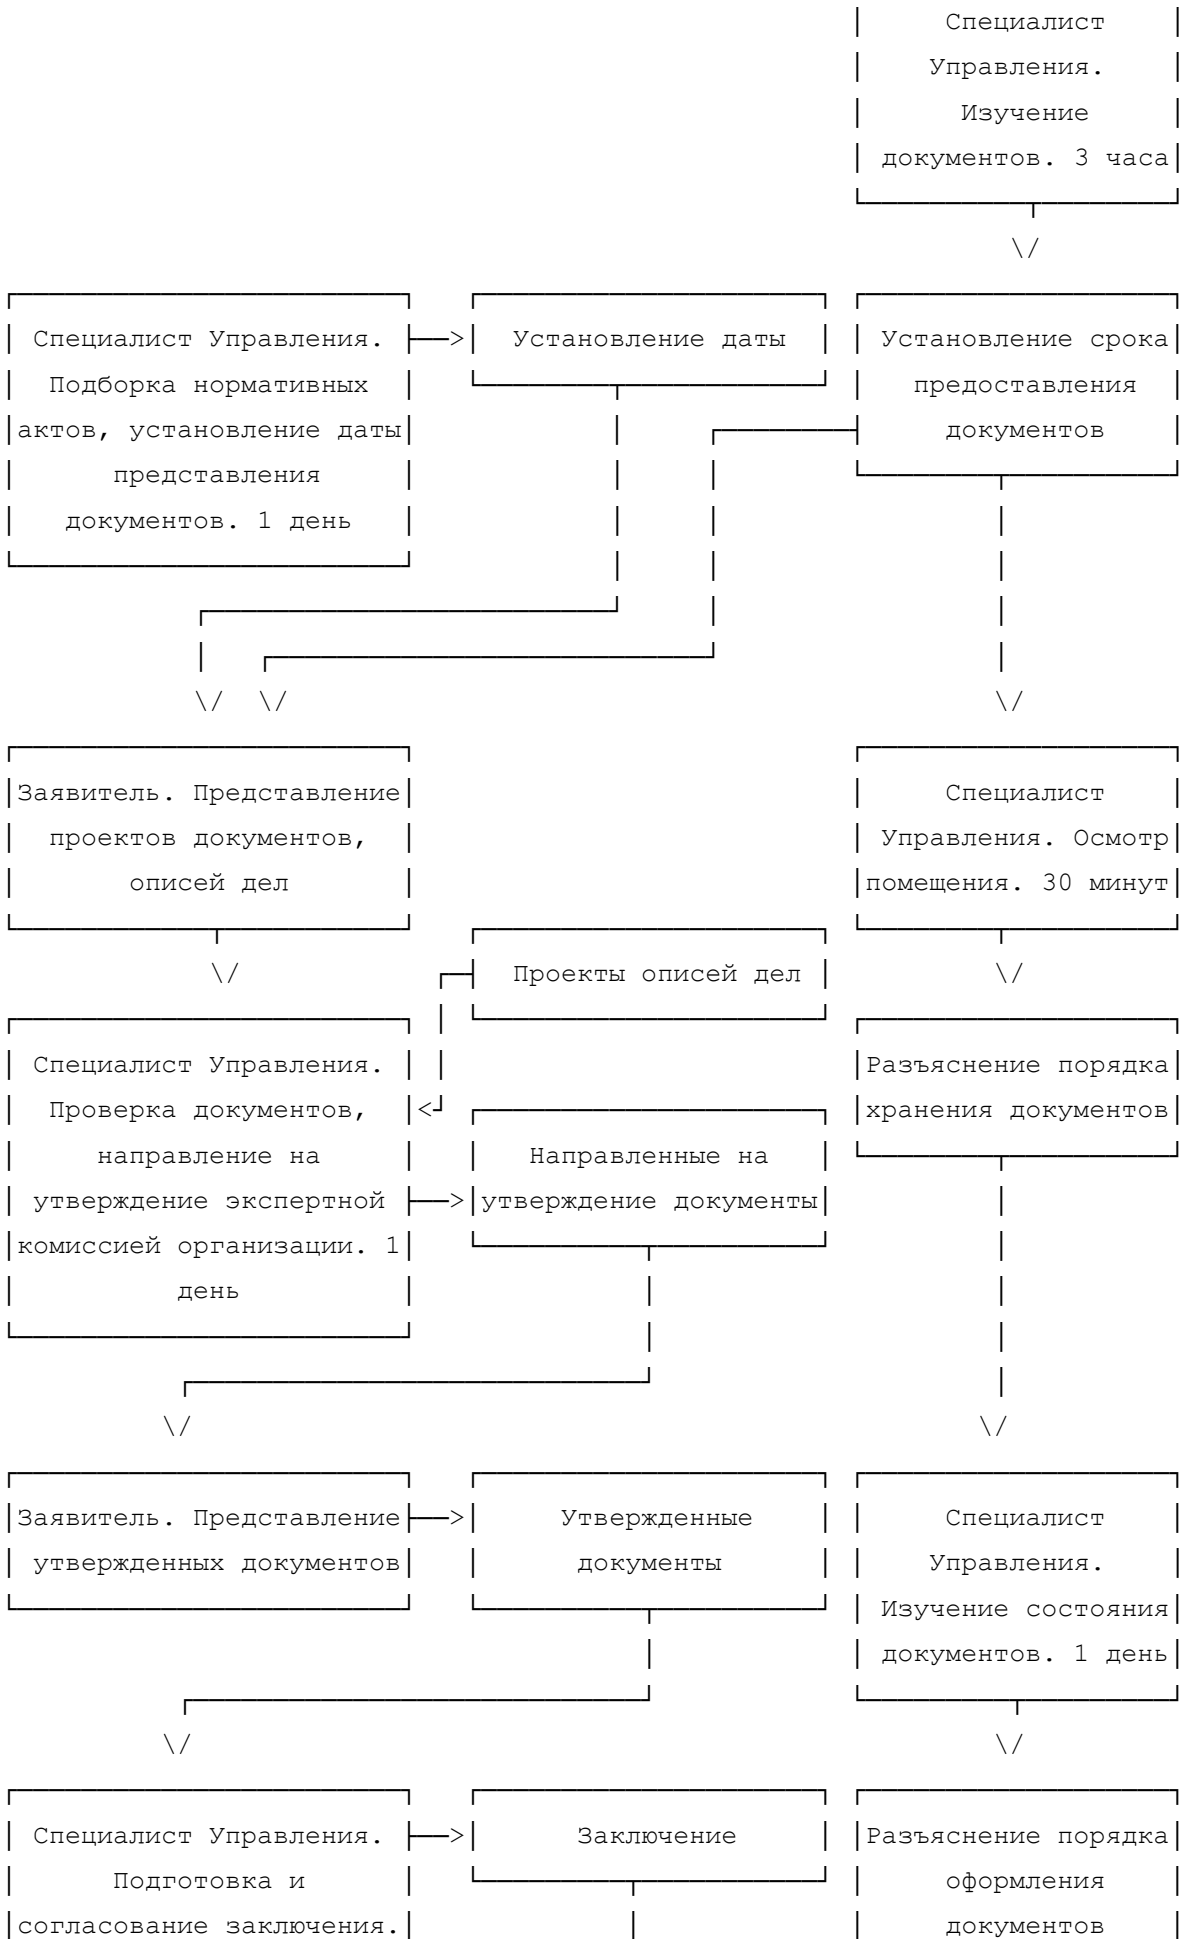 Специалист
Управления.
Изучение
документов. 3 часа
Специалист Управления.
Подборка нормативных
актов, установление даты
представления
документов. 1 день
Установление даты
Установление срока
предоставления
документов
Заявитель. Представление
проектов документов,
описей дел
Специалист
Управления. Осмотр
помещения. 30 минут
Проекты описей дел
Специалист Управления.
Проверка документов,
направление на
утверждение экспертной
комиссией организации. 1
день
Направленные на
утверждение документы
Разъяснение порядка
хранения документов
Заявитель. Представление
утвержденных документов
Утвержденные
документы
Специалист
Управления.
Изучение состояния
документов. 1 день
Специалист Управления.
Подготовка и
согласование заключения.
Заключение
Разъяснение порядка
оформления
документов